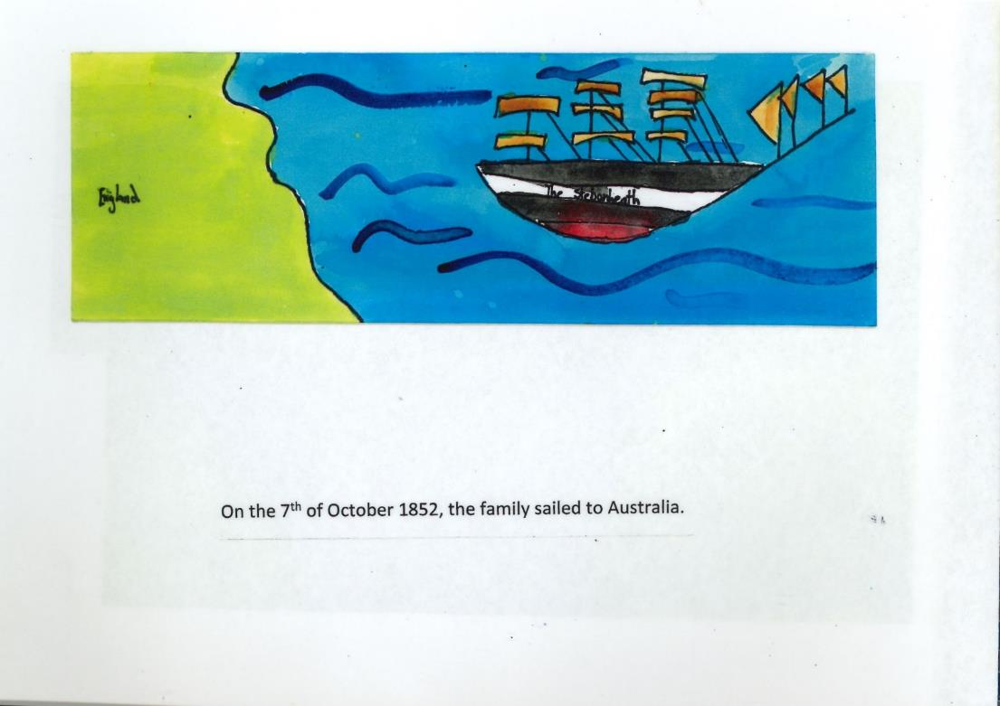 England
The Stebonheath
On the 7th of October 1852, the family sailed to Australia.